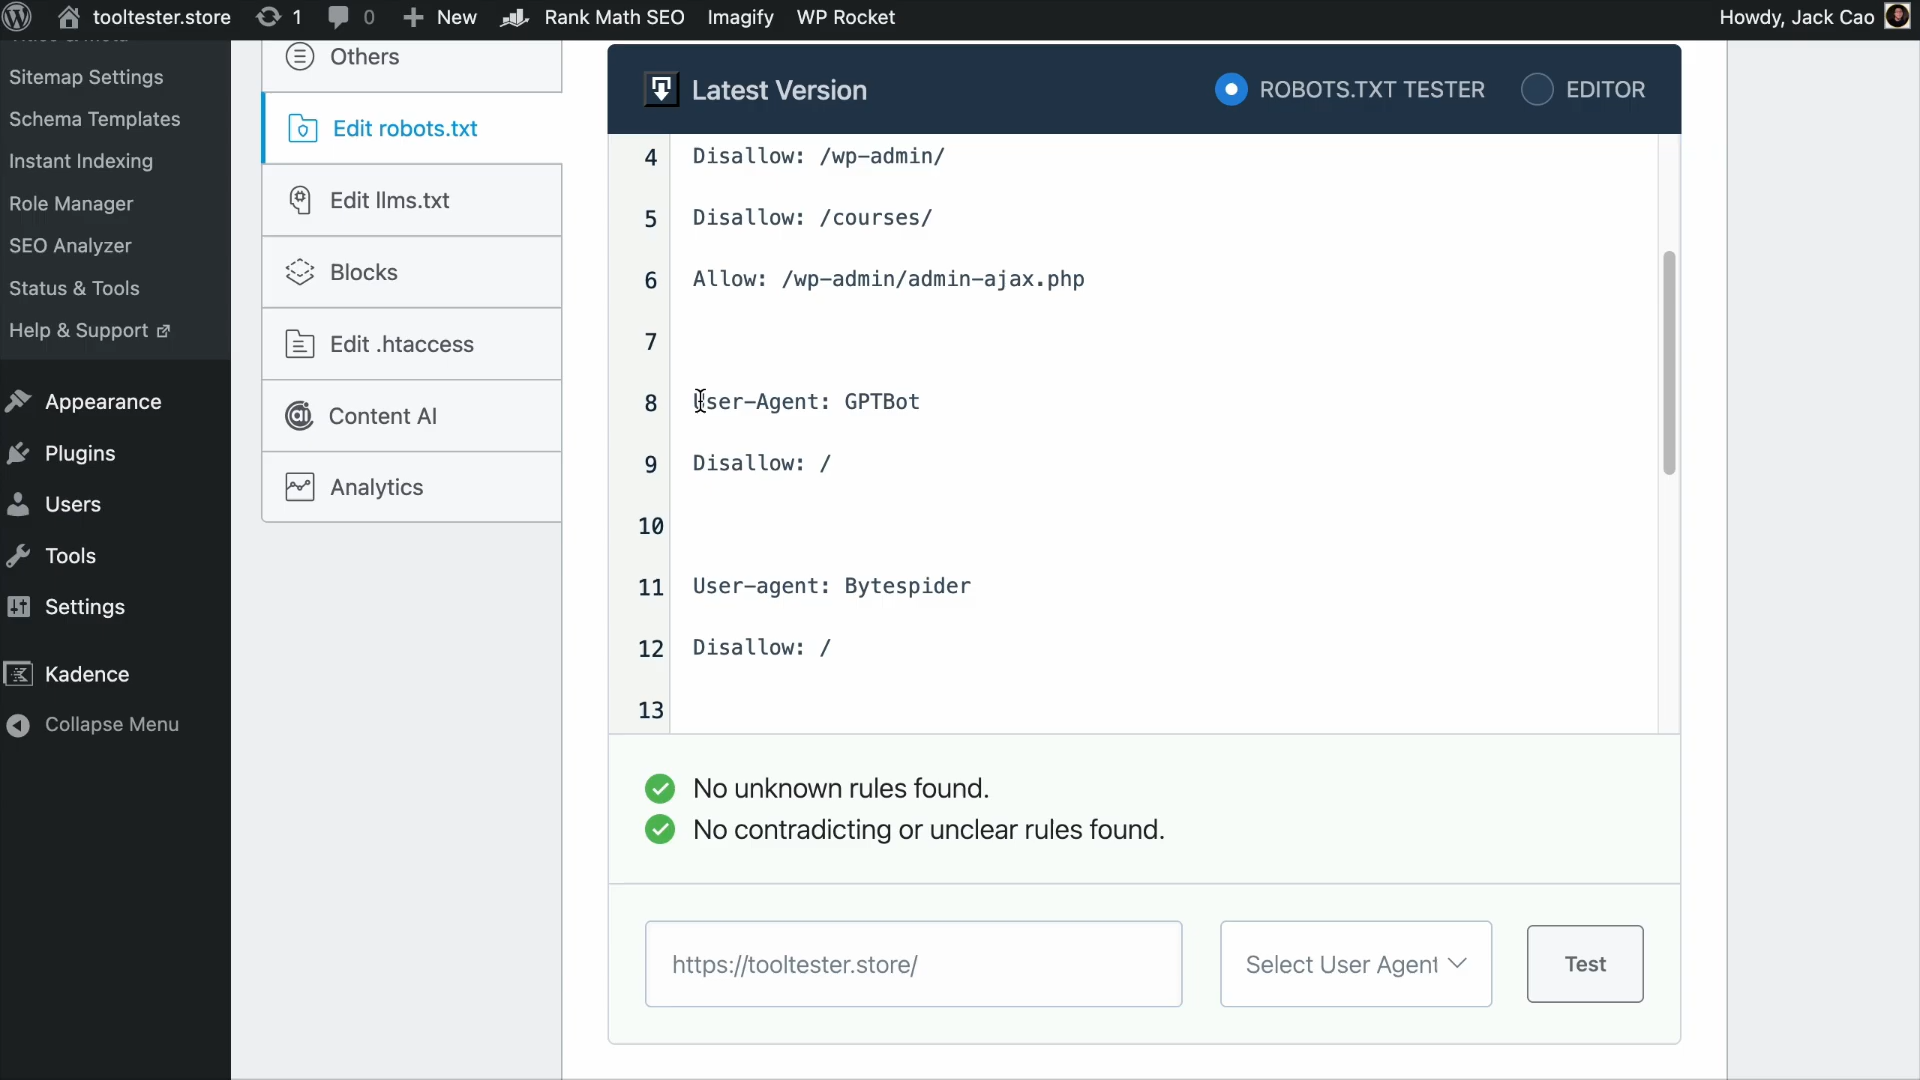 tooltester.store 1 0 New Rank Math SEO Imagify WP Rocket Howdy, Jack Cao
Sitemap Settings
Schema Templates
Instant Indexing
Role Manager
SEO Analyzer
Status & Tools
Help & Support
Appearance
Plugins
Users
Tools
Settings
Kadence
Collapse Menu
Others
Edit robots.txt
Edit llms.txt
Blocks
Edit .htaccess
Content AI
Analytics
Latest Version ROBOTS.TXT TESTER EDITOR
4 Disallow: /wp-admin/
5 Disallow: /courses/
6 Allow: /wp-admin/admin-ajax.php
7
8 User-Agent: GPTBot
9 Disallow: /
10
11 User-agent: Bytespider
12 Disallow: /
13
No unknown rules found.
No contradicting or unclear rules found.
https://tooltester.store/ Select User Agent Test